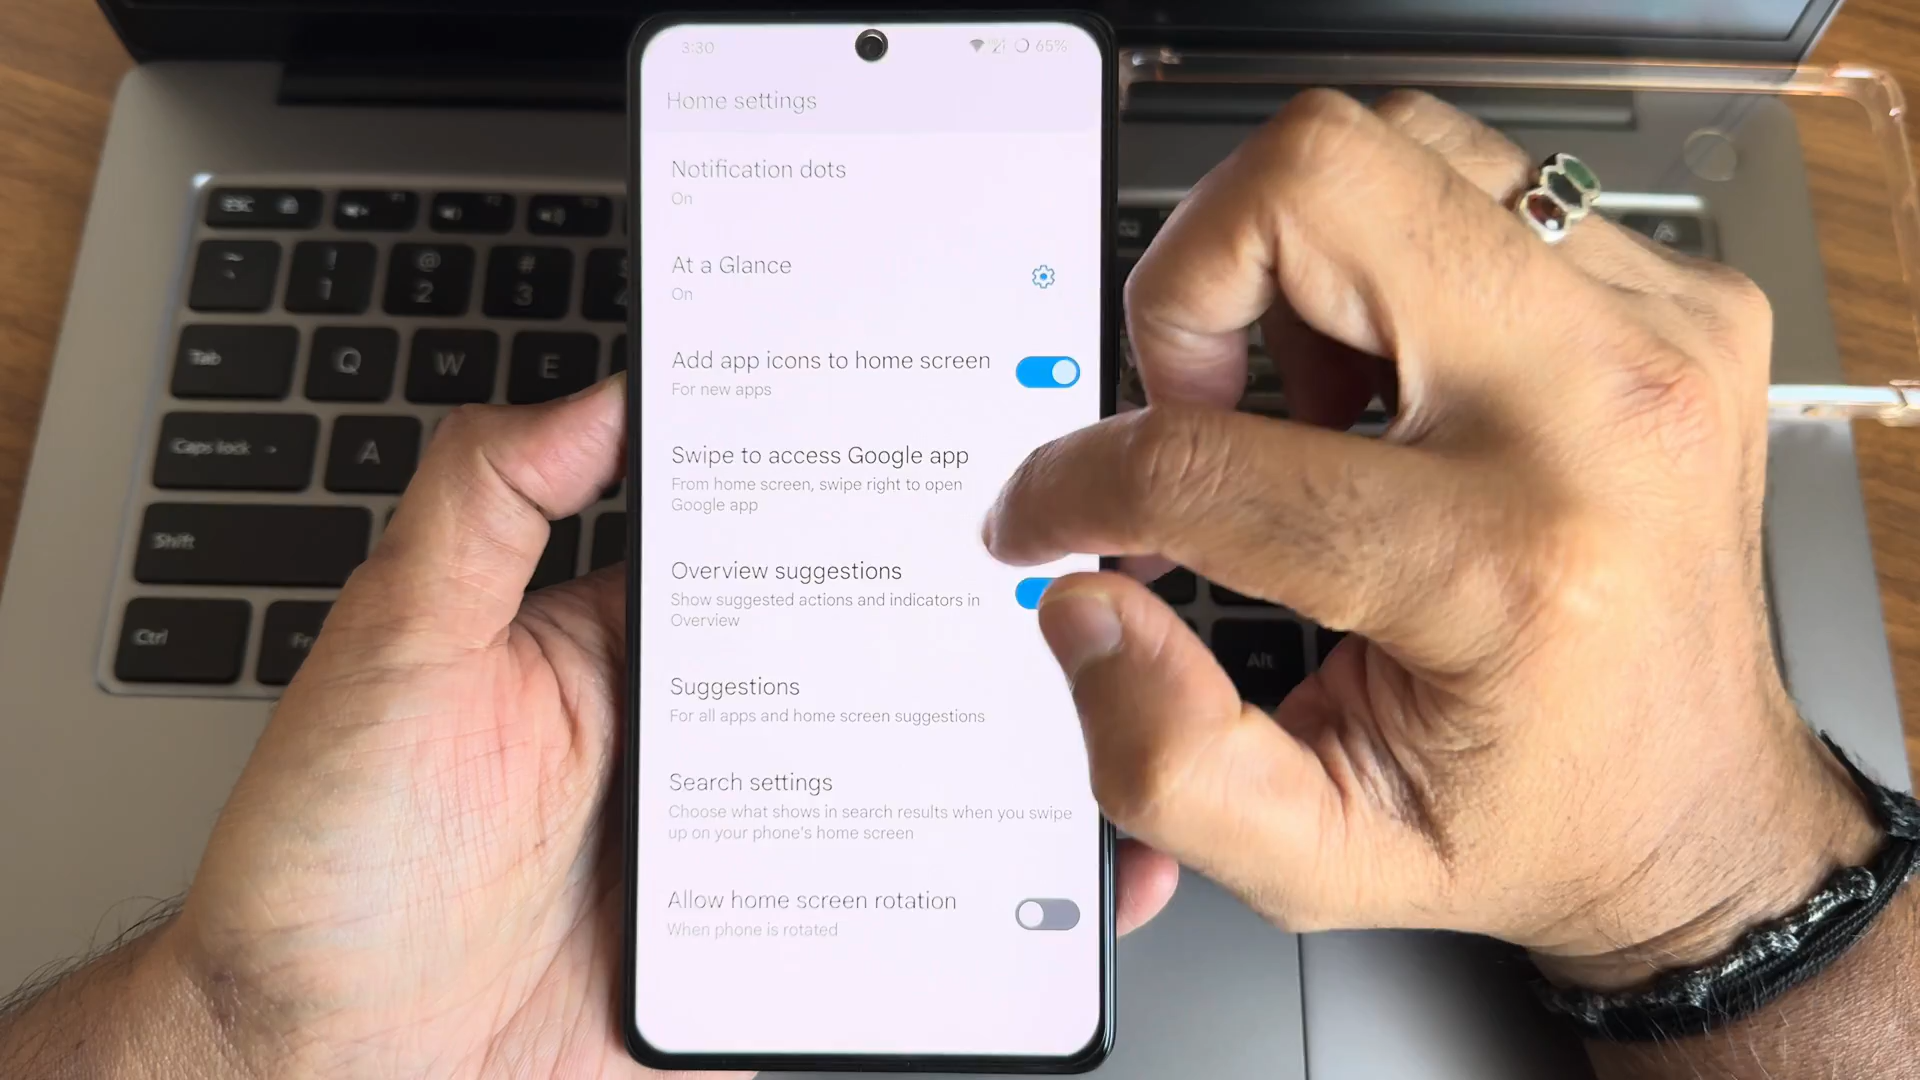 3:30
65%
Home settings
Notification dots
On
At a Glance
On
Add app icons to home screen
For new apps
Swipe to access Google app
From home screen, swipe right to open
Google app
Overview suggestions
Show suggested actions and indicators in
Overview
Suggestions
For all apps and home screen suggestions
Search settings
Choose what shows in search results when you swipe
up on your phone's home screen
Allow home screen rotation
When phone is rotated
ESC
! @ #
1 2 3
Tab Q W E
Caps lock A
Shift
Ctrl
Alt